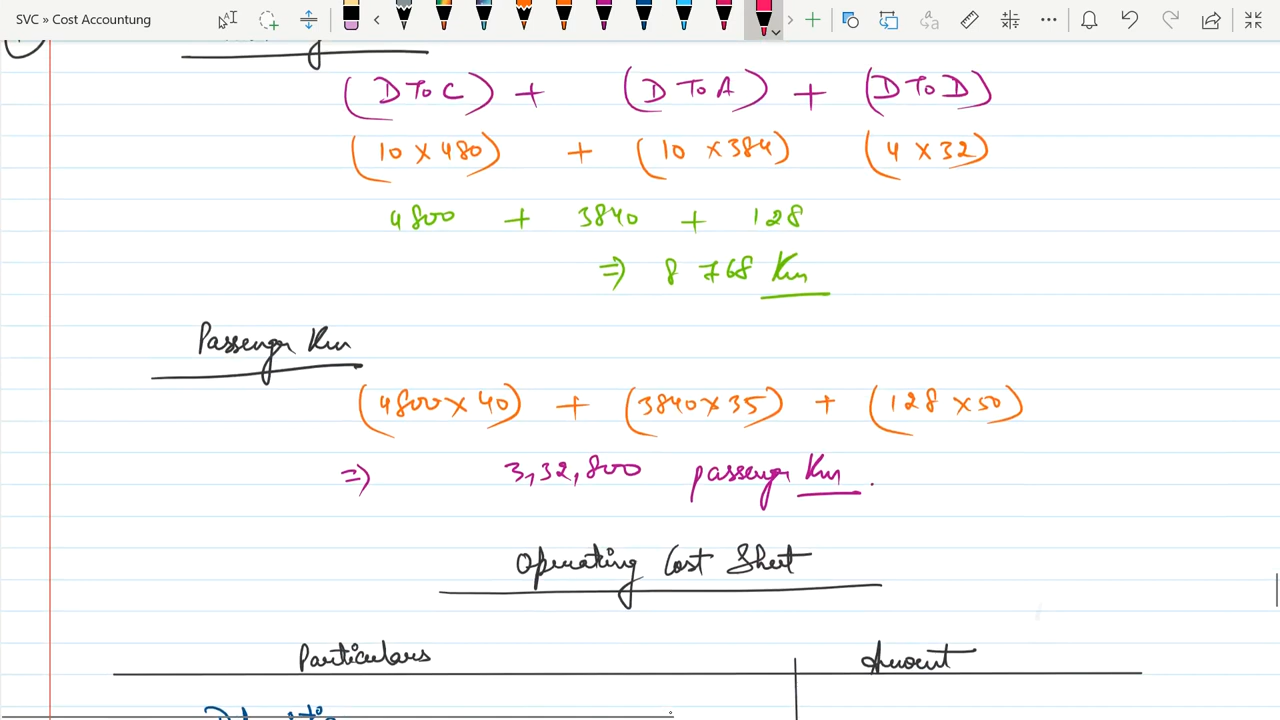 SVC » Cost Accountung
(D To C) + (D To A) + (D To D)
(10 × 480) + (10 × 384) (4 × 32)
4800 + 3840 + 128
⇒ 8768 Km
Passenger Km
(4800 × 40) + (3840 × 35) + (128 × 50)
⇒ 3,32,800 passenger Km.
Operating Cost Sheet
Particulars Amount